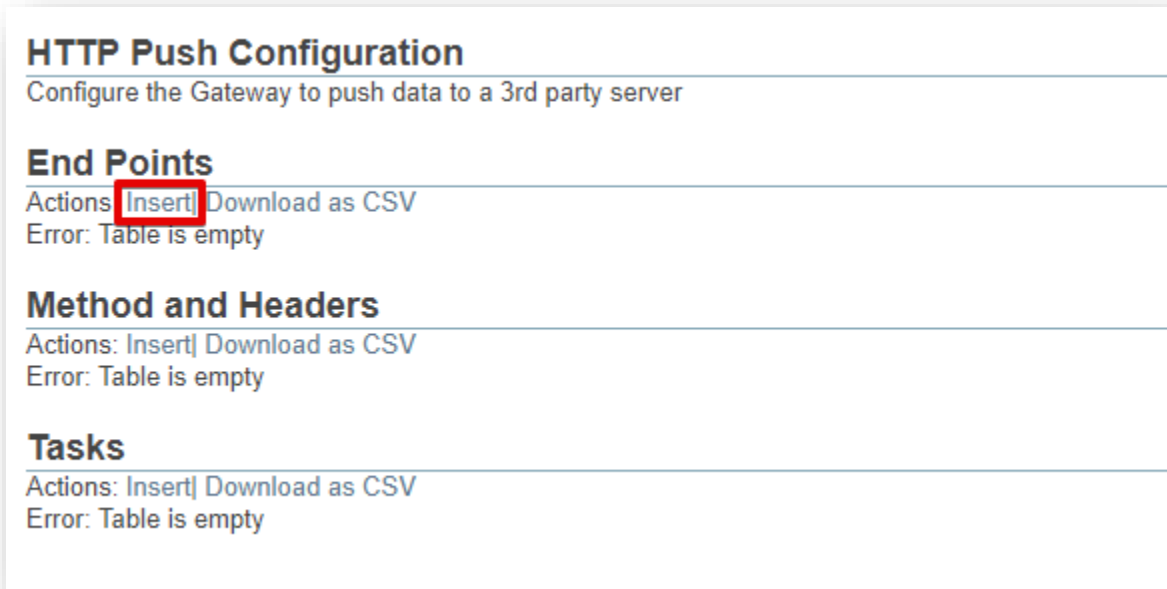 HTTP Push Configuration
Configure the Gateway to push data to a 3rd party server
End Points
Actions: Insert| Download as CSV
Error: Table is empty
Method and Headers
Actions: Insert| Download as CSV
Error: Table is empty
Tasks
Actions: Insert| Download as CSV
Error: Table is empty